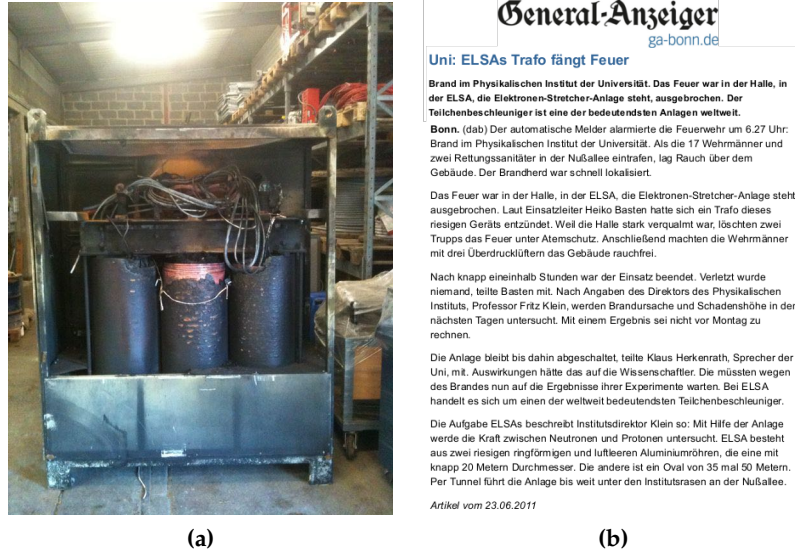 General-Anzeiger
ga-bonn.de
Uni: ELSAs Trafo fängt Feuer
Brand im Physikalischen Institut der Universität. Das Feuer war in der Halle, in
der ELSA, die Elektronen-Stretcher-Anlage steht, ausgebrochen. Der
Teilchenbeschleuniger ist eine der bedeutendsten Anlagen weltweit.
Bonn. (dab) Der automatische Melder alarmierte die Feuerwehr um 6.27 Uhr:
Brand im Physikalischen Institut der Universität. Als die 17 Wehrmänner und
zwei Rettungssanitäter in der Nußallee eintrafen, lag Rauch über dem
Gebäude. Der Brandherd war schnell lokalisiert.
Das Feuer war in der Halle, in der ELSA, die Elektronen-Stretcher-Anlage steht
ausgebrochen. Laut Einsatzleiter Heiko Basten hatte sich ein Trafo dieses
riesigen Geräts entzündet. Weil die Halle stark verqualmt war, löschten zwei
Trupps das Feuer unter Atemschutz. Anschließend machten die Wehrmänner
mit drei Überdrucklüftern das Gebäude rauchfrei.
Nach knapp eineinhalb Stunden war der Einsatz beendet. Verletzt wurde
niemand, teilte Basten mit. Nach Angaben des Direktors des Physikalischen
Instituts, Professor Fritz Klein, werden Brandursache und Schadenshöhe in den
nächsten Tagen untersucht. Mit einem Ergebnis sei nicht vor Montag zu
rechnen.
Die Anlage bleibt bis dahin abgeschaltet, teilte Klaus Herkenrath, Sprecher der
Uni, mit. Auswirkungen hätte das auf die Wissenschaftler. Die müssten wegen
des Brandes nun auf die Ergebnisse ihrer Experimente warten. Bei ELSA
handelt es sich um einen der weltweit bedeutendsten Teilchenbeschleuniger.
Die Aufgabe ELSAs beschreibt Institutsdirektor Klein so: Mit Hilfe der Anlage
werde die Kraft zwischen Neutronen und Protonen untersucht. ELSA besteht
aus zwei riesigen ringförmigen und luftleeren Aluminiumröhren, die eine mit
knapp 20 Metern Durchmesser. Die andere ist ein Oval von 35 mal 50 Metern.
Per Tunnel führt die Anlage bis weit unter den Institutsrasen an der Nußallee.
Artikel vom 23.06.2011
(a)
(b)